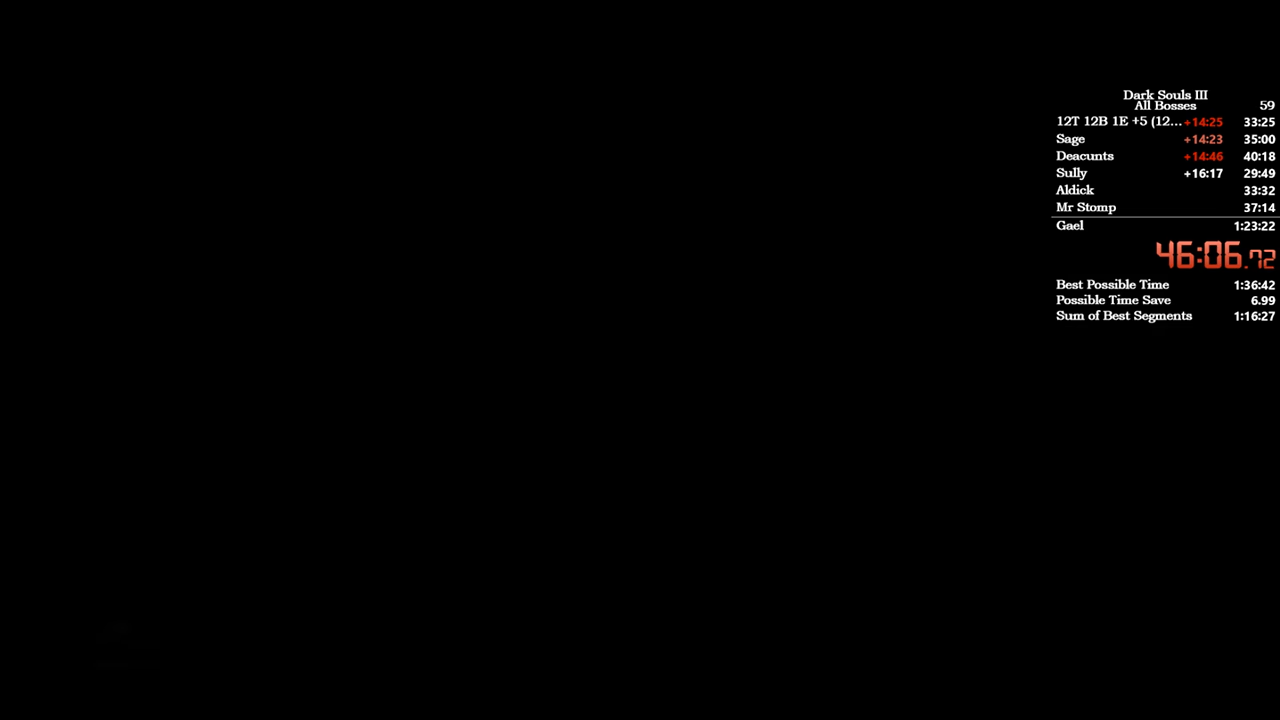 Dark Souls III
All Bosses 59
12T 12B 1E +5 (12... +14:25 33:25
Sage +14:23 35:00
Deacunts +14:46 40:18
Sully +16:17 29:49
Aldick 33:32
Mr Stomp 37:14
Gael 1:23:22
46:06.72
Best Possible Time 1:36:42
Possible Time Save 6.99
Sum of Best Segments 1:16:27